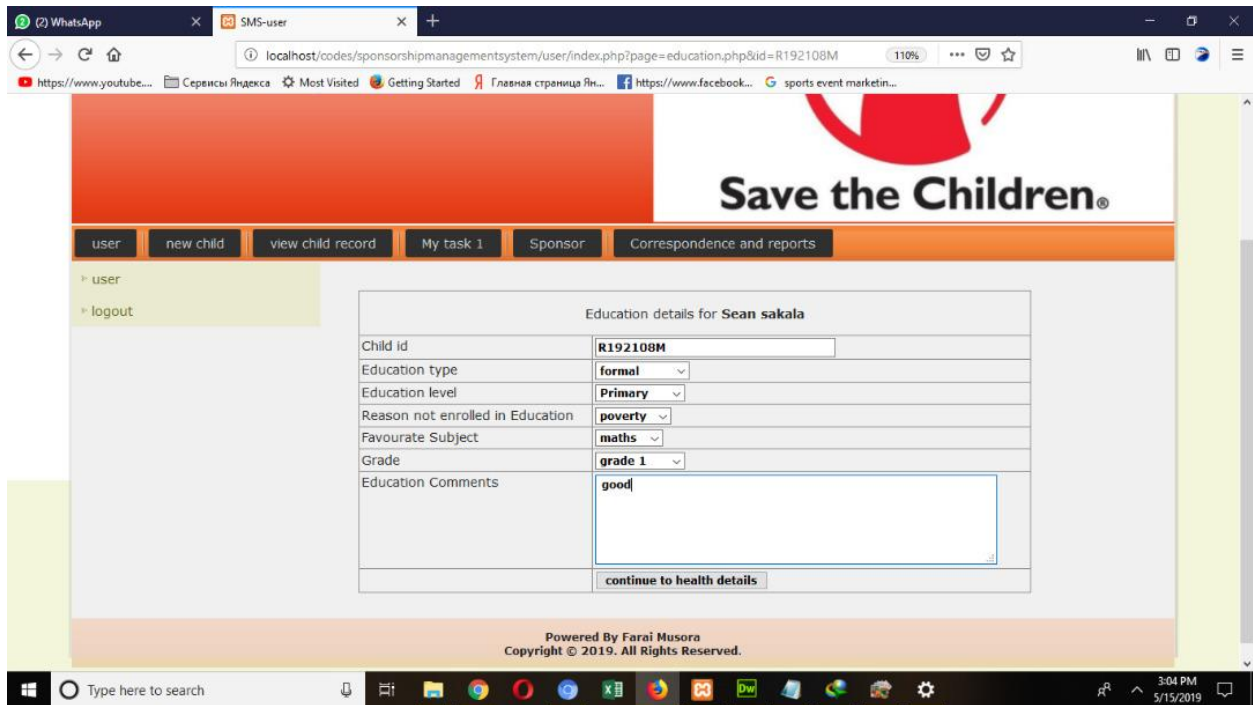 (2) WhatsApp
SMS-user
localhost/codes/sponsorshipmanagementsystem/user/index.php?page=education.php&id=R192108M 110%
https://www.youtube.... Сервисы Яндекса Most Visited Getting Started Главная страница Ян... https://www.facebook... sports event marketin...
Save the Children®
user new child view child record My task 1 Sponsor Correspondence and reports
user
logout
Education details for Sean sakala
Child id R192108M
Education type formal
Education level Primary
Reason not enrolled in Education poverty
Favourate Subject maths
Grade grade 1
Education Comments good
continue to health details
Powered By Farai Musora
Copyright © 2019. All Rights Reserved.
Type here to search
3:04 PM
5/15/2019